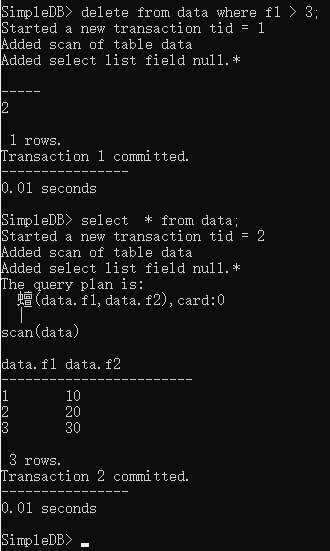 SimpleDB> delete from data where f1 > 3;
Started a new transaction tid = 1
Added scan of table data
Added select list field null.*

-----
2

 1 rows.
Transaction 1 committed.
----------------
0.01 seconds

SimpleDB> select  * from data;
Started a new transaction tid = 2
Added scan of table data
Added select list field null.*
The query plan is:
(data.f1,data.f2),card:0
  |
scan(data)

data.f1 data.f2
------------------------
1       10
2       20
3       30

 3 rows.
Transaction 2 committed.
----------------
0.01 seconds

SimpleDB>